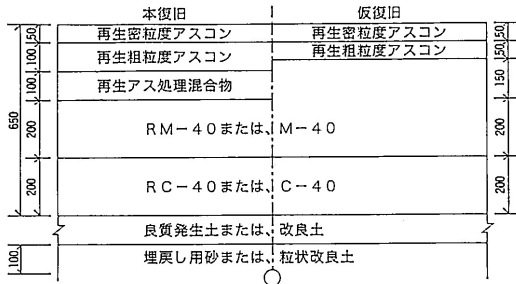 本復旧 仮復旧
再生密粒度アスコン 再生密粒度アスコン
再生粗粒度アスコン 再生粗粒度アスコン
再生アス処理混合物
RM−40または、M−40
RC−40または、C−40
良質発生土または、改良土
埋戻し用砂または、粒状改良土
650
50
100
100
200
200
100
50
50
150
200
200